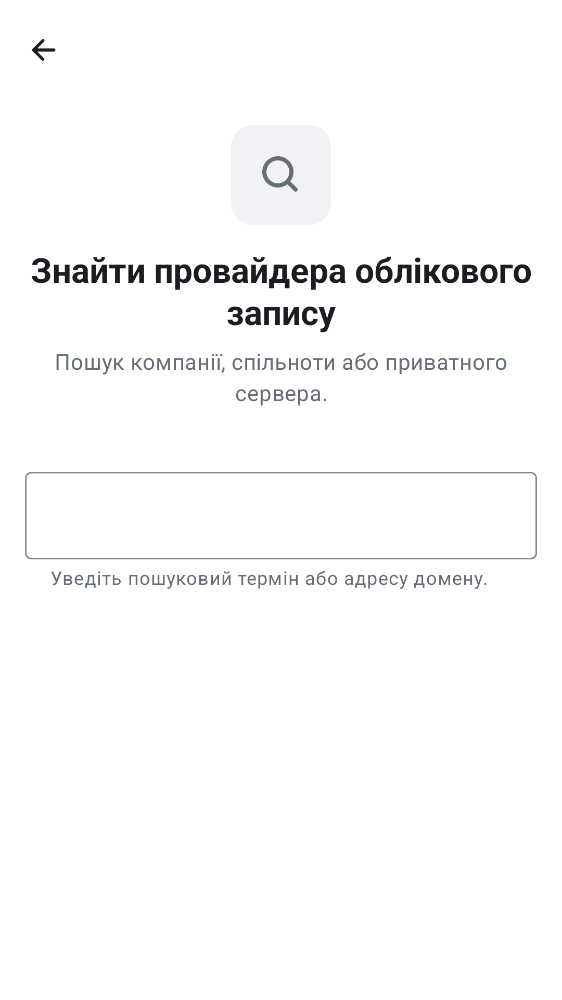 Знайти провайдера облікового
запису
Пошук компанії, спільноти або приватного
сервера.
Уведіть пошуковий термін або адресу домену.